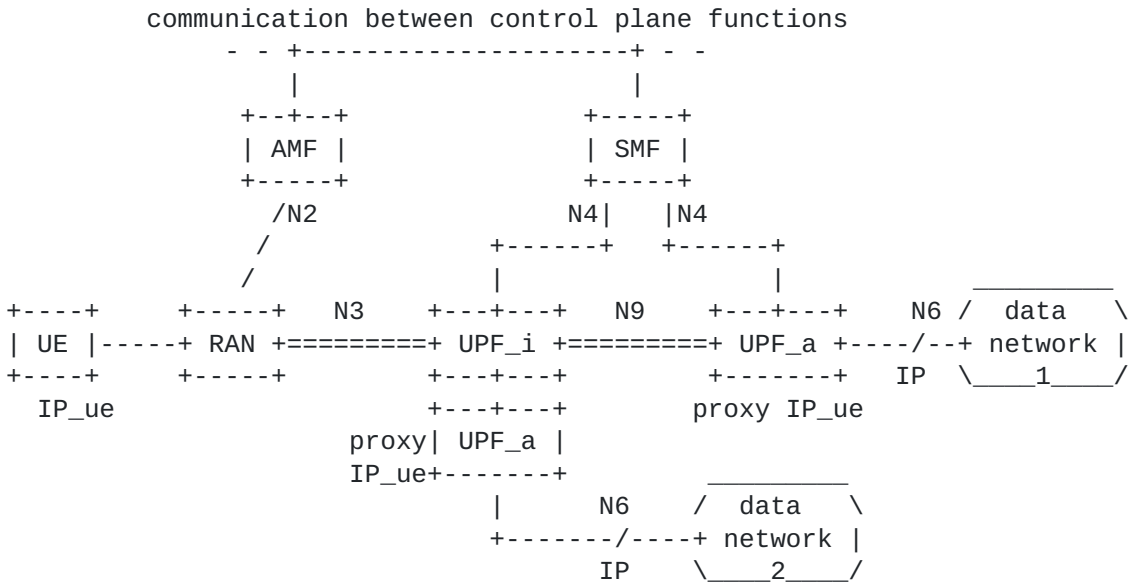 communication between control plane functions
AMF SMF
N2 N4 N4
N3 N9 N6 data
UE RAN UPF_i UPF_a network
IP 1
IP_ue proxy IP_ue
proxy UPF_a
IP_ue
N6 data
network
IP 2